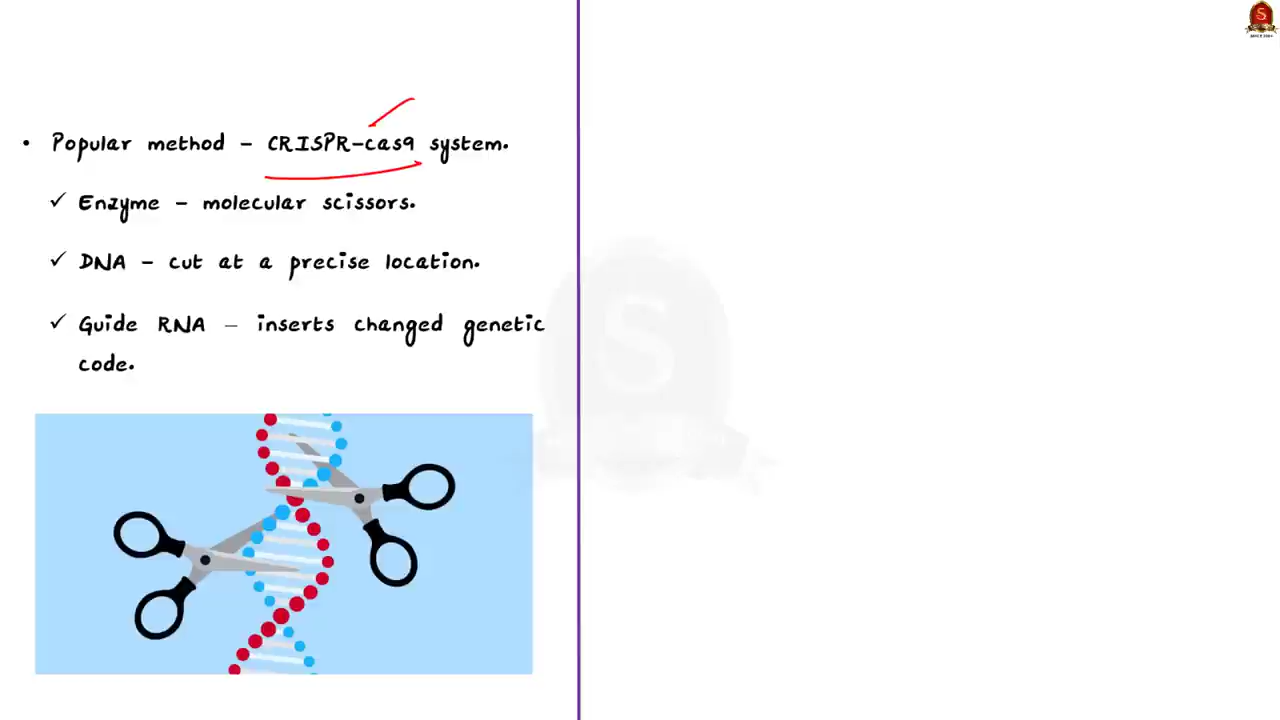 • Popular method – CRISPR-cas9 system.
✓ Enzyme – molecular scissors.
✓ DNA – cut at a precise location.
✓ Guide RNA – inserts changed genetic
code.
S
S